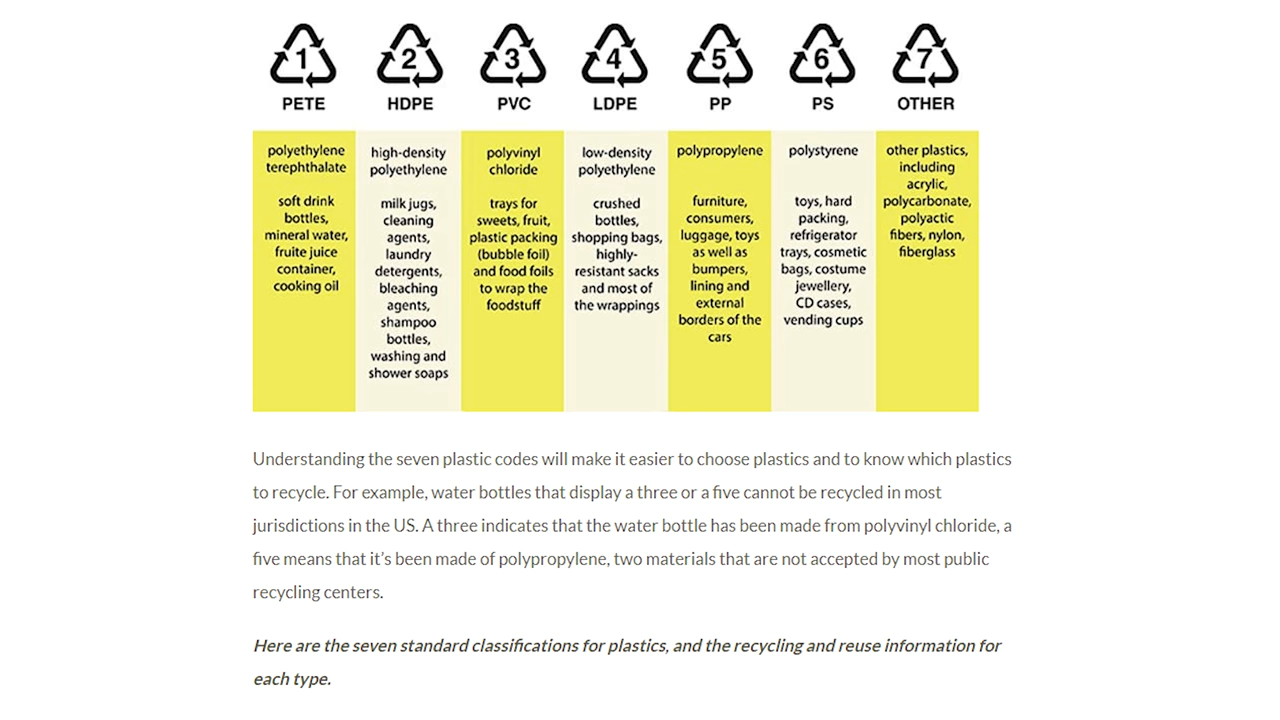 1 2 3 4 5 6 7
PETE HDPE PVC LDPE PP PS OTHER
polyethylene
terephthalate
soft drink
bottles,
mineral water,
fruite juice
container,
cooking oil
high-density
polyethylene
milk jugs,
cleaning
agents,
laundry
detergents,
bleaching
agents,
shampoo
bottles,
washing and
shower soaps
polyvinyl
chloride
trays for
sweets, fruit,
plastic packing
(bubble foil)
and food foils
to wrap the
foodstuff
low-density
polyethylene
crushed
bottles,
shopping bags,
highly-
resistant sacks
and most of
the wrappings
polypropylene
furniture,
consumers,
luggage, toys
as well as
bumpers,
lining and
external
borders of the
cars
polystyrene
toys, hard
packing,
refrigerator
trays, cosmetic
bags, costume
jewellery,
CD cases,
vending cups
other plastics,
including
acrylic,
polycarbonate,
polyactic
fibers, nylon,
fiberglass
Understanding the seven plastic codes will make it easier to choose plastics and to know which plastics
to recycle. For example, water bottles that display a three or a five cannot be recycled in most
jurisdictions in the US. A three indicates that the water bottle has been made from polyvinyl chloride, a
five means that it’s been made of polypropylene, two materials that are not accepted by most public
recycling centers.
Here are the seven standard classifications for plastics, and the recycling and reuse information for
each type.